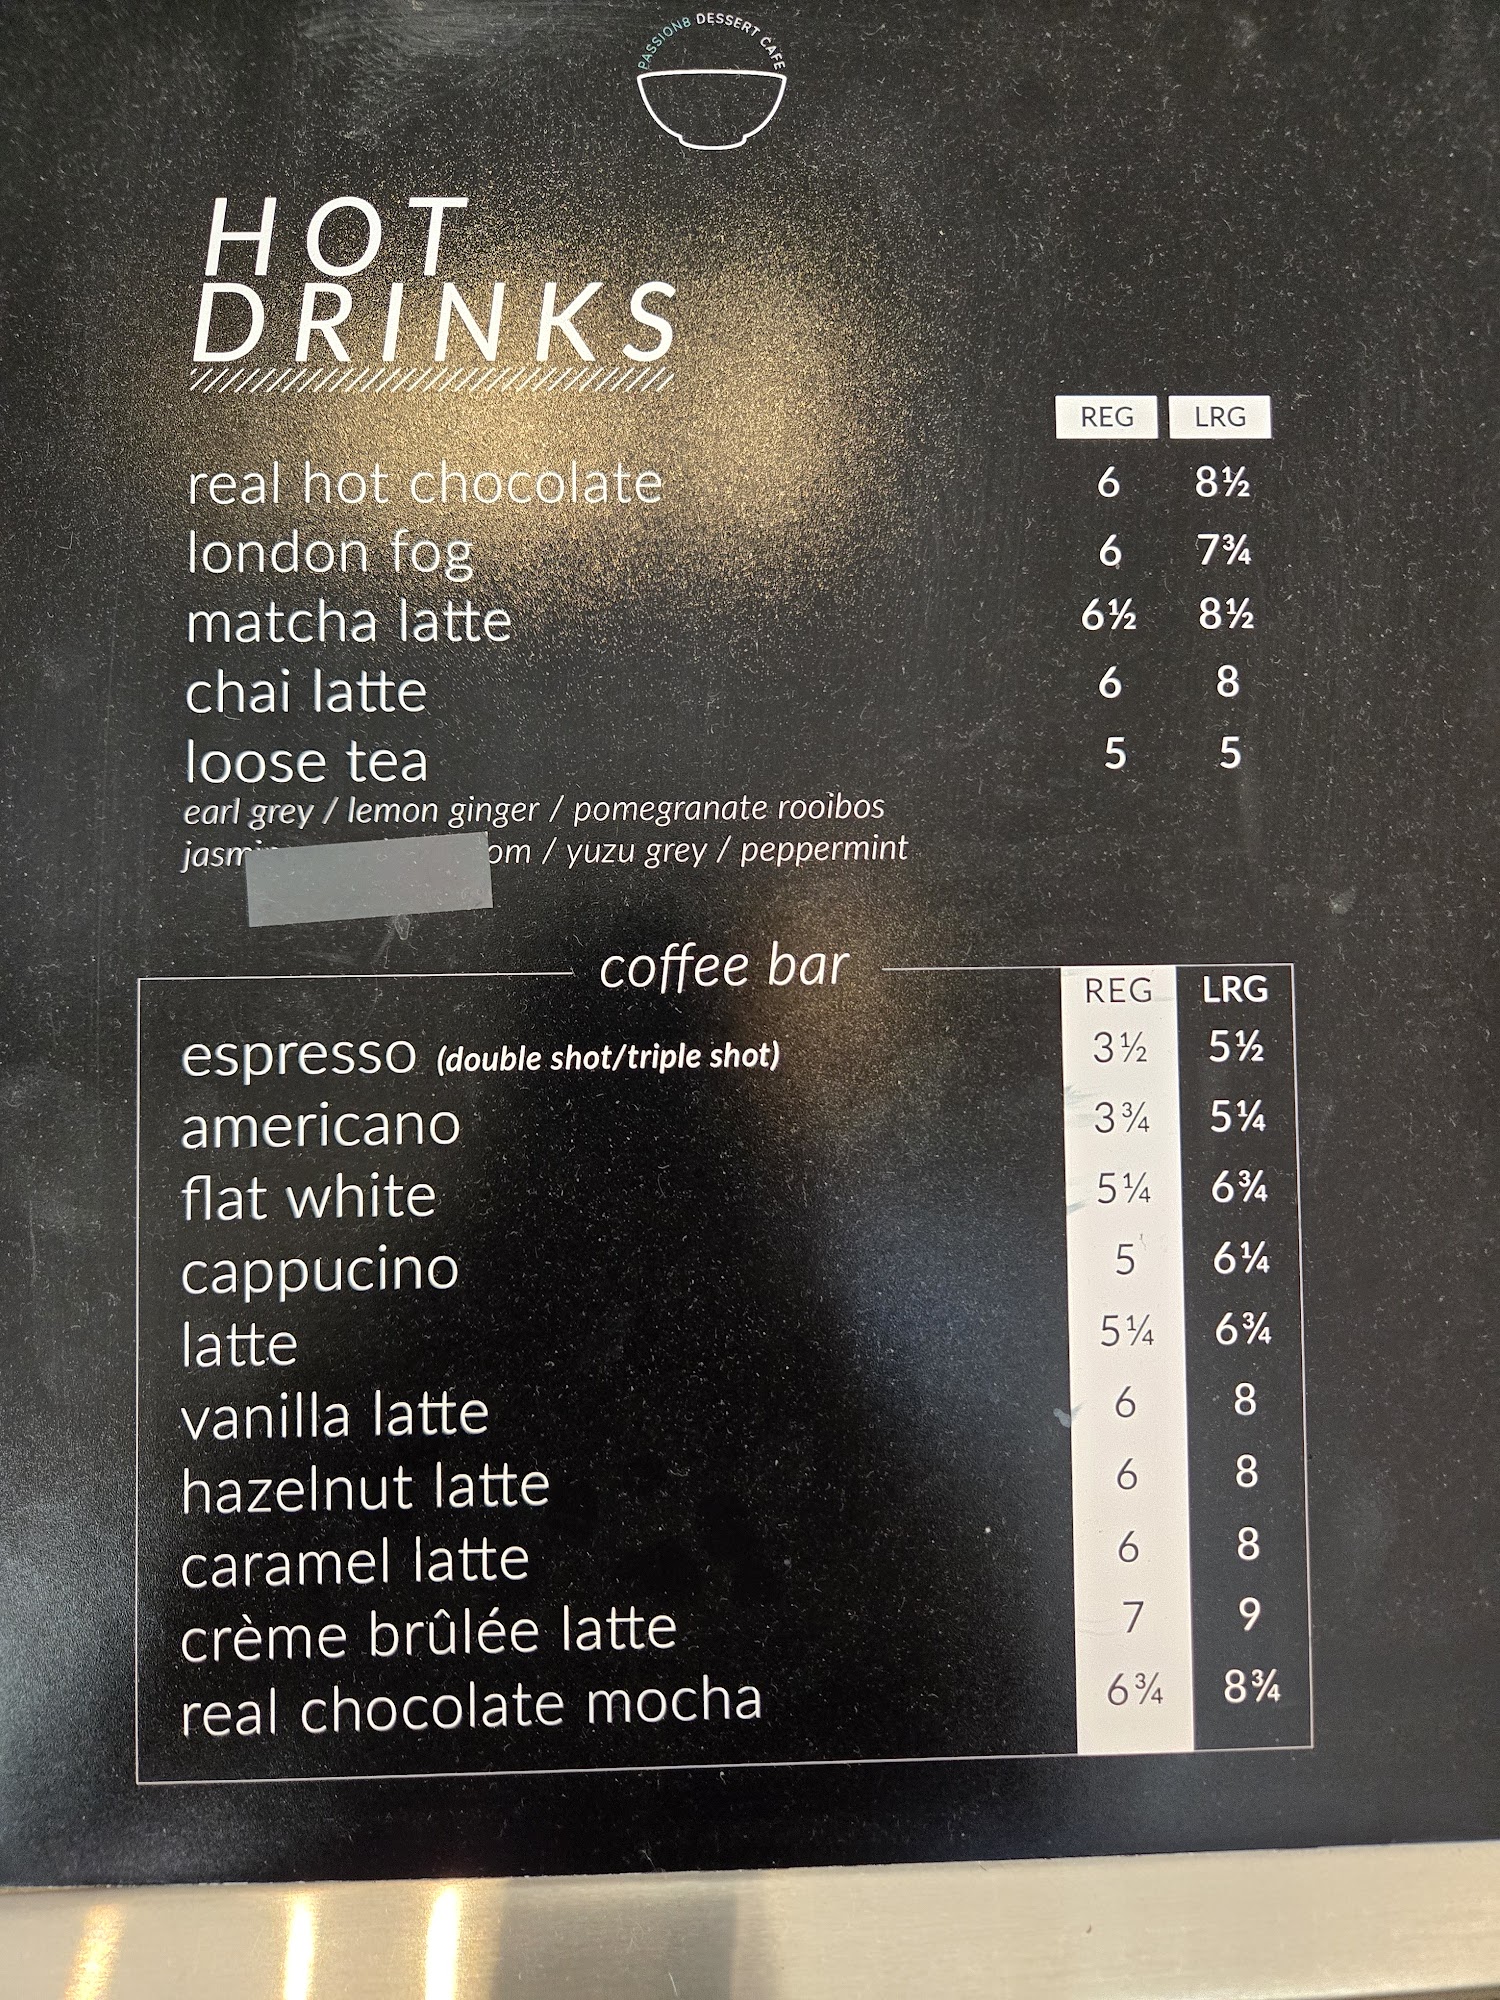 PASSION8 DESSERT CAFE
HOT
DRINKS
REG LRG
real hot chocolate 6 8½
london fog 6 7¾
matcha latte 6½ 8½
chai latte 6 8
loose tea 5 5
earl grey / lemon ginger / pomegranate rooibos
/ yuzu grey / peppermint
coffee bar
REG LRG
espresso (double shot/triple shot) 3½ 5½
americano 3¾ 5¼
flat white 5¼ 6¾
cappucino 5 6¼
latte 5¼ 6¾
vanilla latte 6 8
hazelnut latte 6 8
caramel latte 6 8
crème brûlée latte 7 9
real chocolate mocha 6¾ 8¾